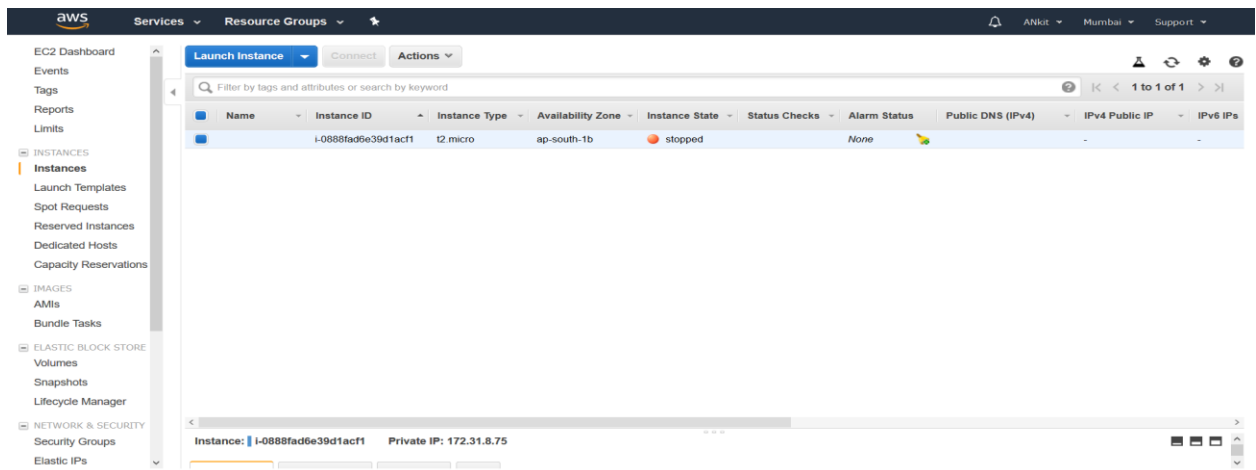 aws Services Resource Groups ANkit Mumbai Support
EC2 Dashboard
Events
Tags
Reports
Limits
INSTANCES
Instances
Launch Templates
Spot Requests
Reserved Instances
Dedicated Hosts
Capacity Reservations
IMAGES
AMIs
Bundle Tasks
ELASTIC BLOCK STORE
Volumes
Snapshots
Lifecycle Manager
NETWORK & SECURITY
Security Groups
Elastic IPs
Launch Instance Connect Actions
Filter by tags and attributes or search by keyword 1 to 1 of 1
Name Instance ID Instance Type Availability Zone Instance State Status Checks Alarm Status Public DNS (IPv4) IPv4 Public IP IPv6 IPs
i-0888fad6e39d1acf1 t2.micro ap-south-1b stopped None - -
Instance: i-0888fad6e39d1acf1 Private IP: 172.31.8.75